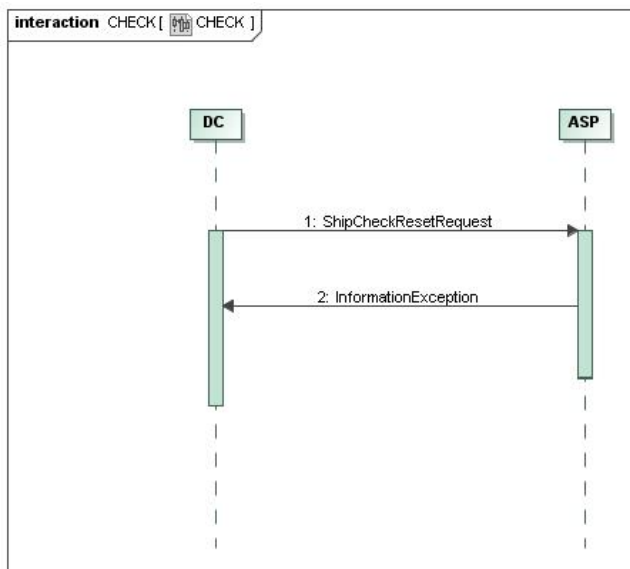 interaction CHECK [ CHECK ]
DC
ASP
1: ShipCheckResetRequest
2: InformationException